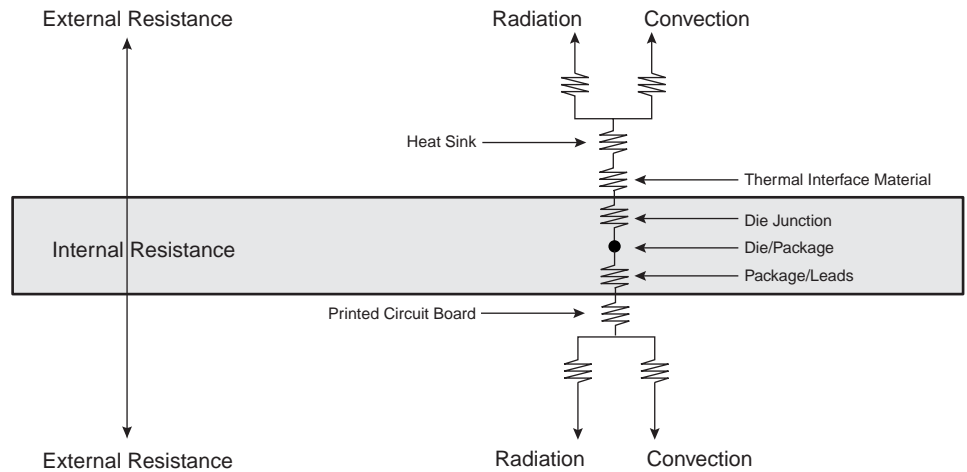 External Resistance
Radiation
Convection
Heat Sink
Thermal Interface Material
Die Junction
Internal Resistance
Die/Package
Package/Leads
Printed Circuit Board
External Resistance
Radiation
Convection